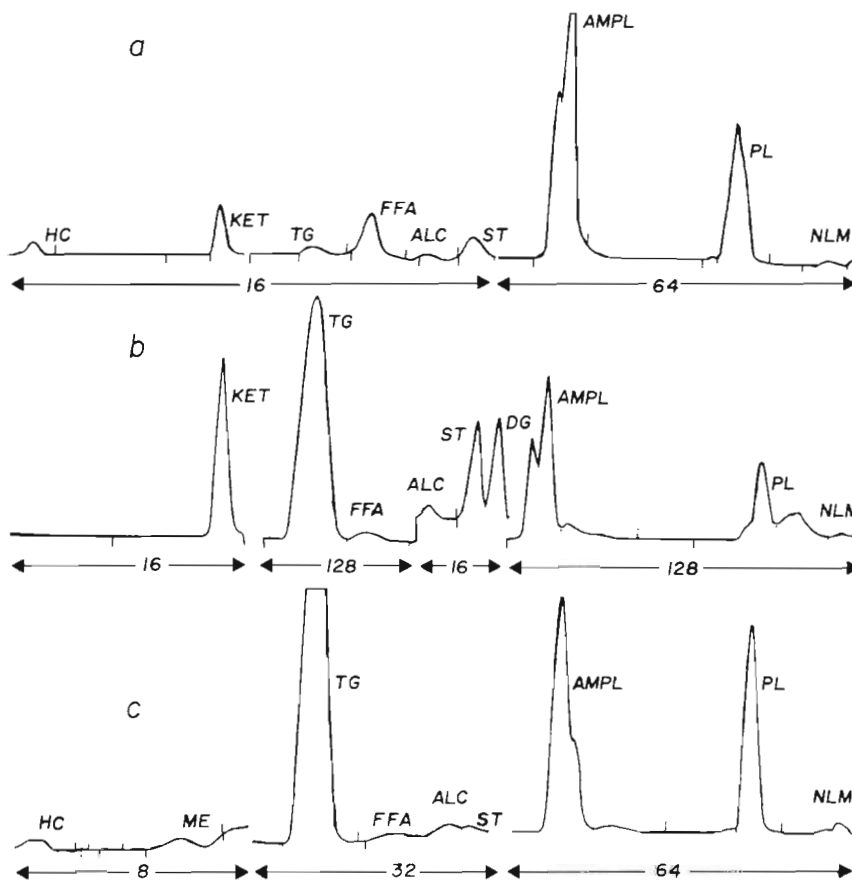 a
AMPL
PL
HC
KET
TG
FFA
ALC
ST
NLM
16
64
b
TG
KET
ST
DG
AMPL
ALC
FFA
PL
NLM
16
128
16
128
c
TG
AMPL
PL
HC
ME
FFA
ALC
ST
NLM
8
32
64